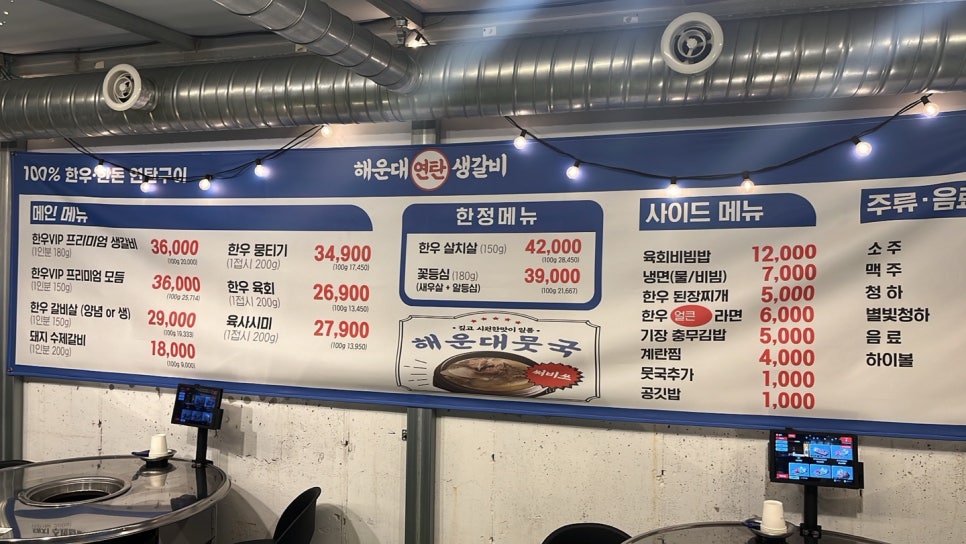 100% 한우·한돈 연탄구이
해운대 연탄 생갈비
메인 메뉴
한우VIP 프리미엄 생갈비 36,000
(1인분 180g) (100g 20,000)
한우VIP 프리미엄 모듬 36,000
(1인분 150g) (100g 25,714)
한우 갈비살 (양념 or 생) 29,000
(1인분 150g) (100g 19,333)
돼지 수제갈비 18,000
(1인분 200g) (100g 9,000)
한우 뭉티기 34,900
(1접시 200g) (100g 17,450)
한우 육회 26,900
(1접시 200g) (100g 13,450)
육사시미 27,900
(1접시 200g) (100g 13,950)
한정메뉴
한우 살치살 (150g) 42,000
(100g 28,450)
꽃등심 (180g) 39,000
(새우살 + 알등심) (100g 21,667)
깊고 시원한맛이 일품
해운대뭇국
써비쓰
사이드 메뉴
육회비빔밥 12,000
냉면(물/비빔) 7,000
한우 된장찌개 5,000
한우 얼큰 라면 6,000
기장 충무김밥 5,000
계란찜 4,000
뭇국추가 1,000
공깃밥 1,000
주류·음료
소주
맥주
청하
별빛청하
음료
하이볼